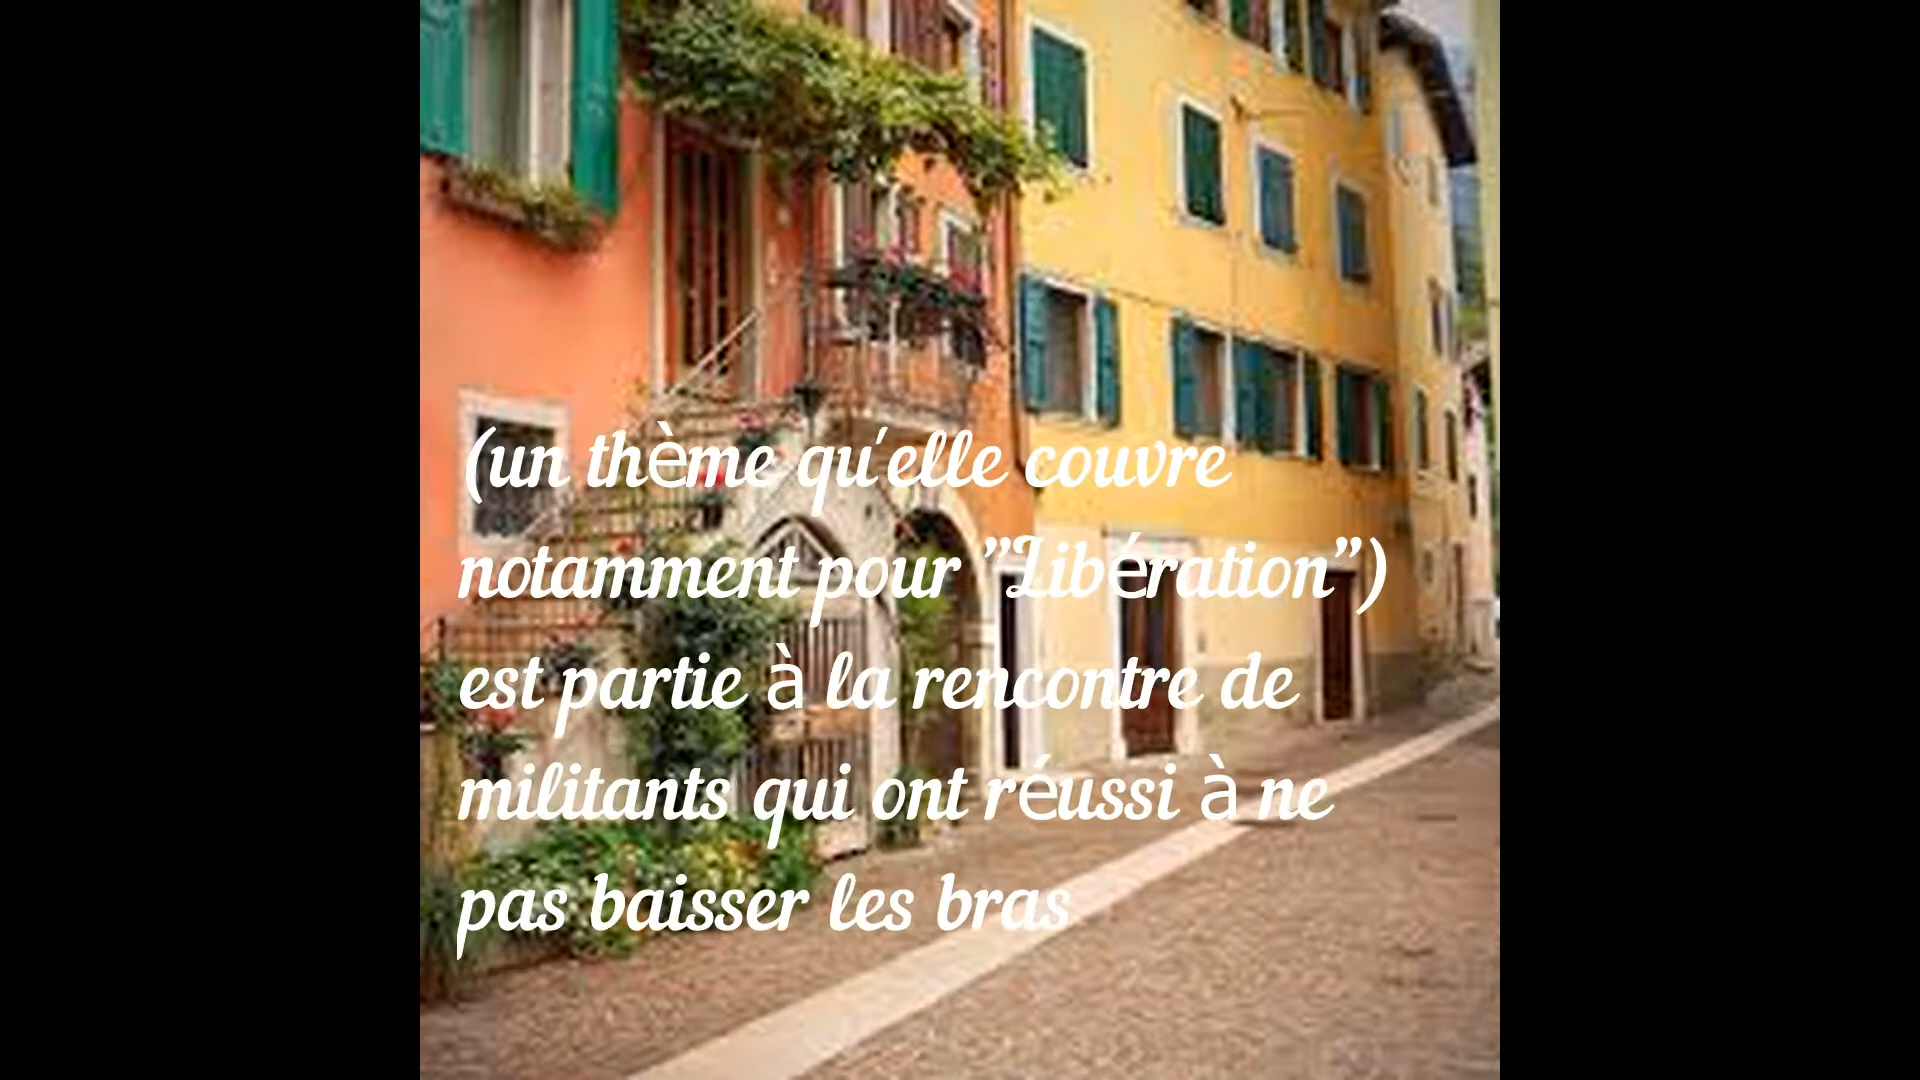 (un thème qu'elle couvre
notamment pour "Libération")
est partie à la rencontre de
militants qui ont réussi à ne
pas baisser les bras